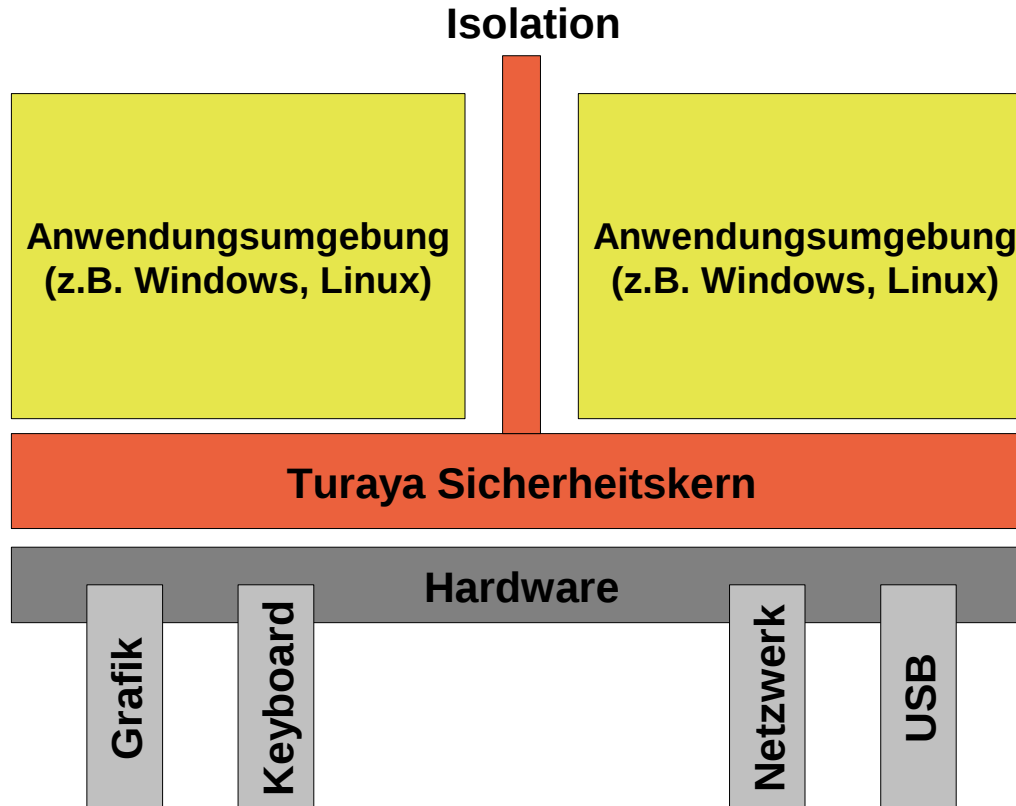 Isolation
Anwendungsumgebung
(z.B. Windows, Linux)
Anwendungsumgebung
(z.B. Windows, Linux)
Turaya Sicherheitskern
Hardware
Grafik
Keyboard
Netzwerk
USB